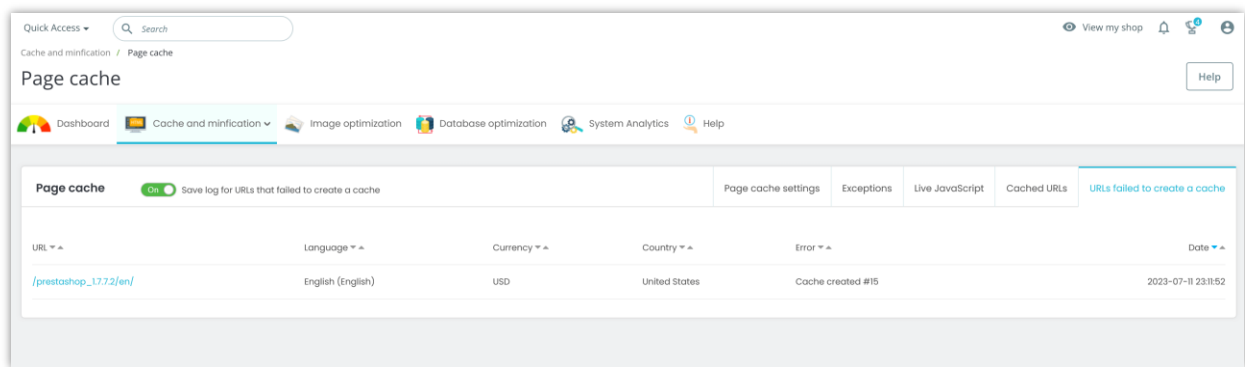 Quick Access Search View my shop 4
Cache and minfication / Page cache
Page cache Help
Dashboard Cache and minfication Image optimization Database optimization System Analytics Help
Page cache On Save log for URLs that failed to create a cache Page cache settings Exceptions Live JavaScript Cached URLs URLs failed to create a cache
URL Language Currency Country Error Date
/prestashop_1.7.7.2/en/ English (English) USD United States Cache created #15 2023-07-11 23:11:52